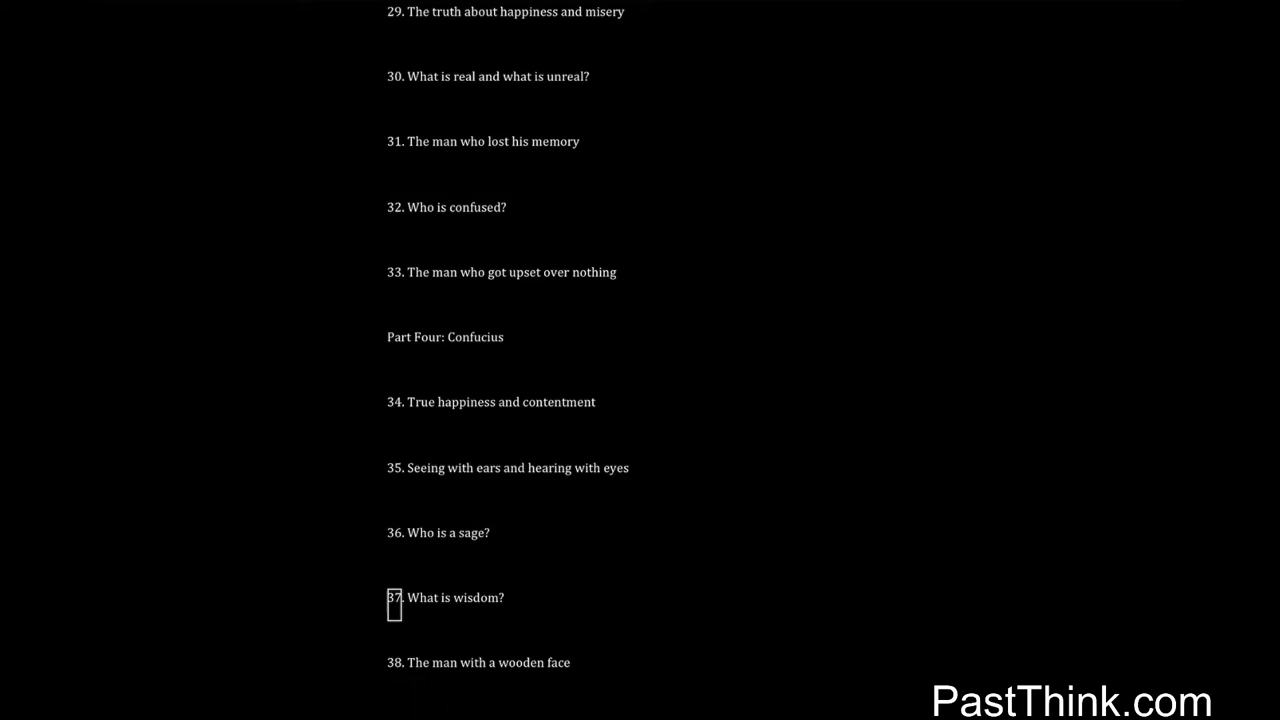 29. The truth about happiness and misery
30. What is real and what is unreal?
31. The man who lost his memory
32. Who is confused?
33. The man who got upset over nothing
Part Four: Confucius
34. True happiness and contentment
35. Seeing with ears and hearing with eyes
36. Who is a sage?
37. What is wisdom?
38. The man with a wooden face
PastThink.com